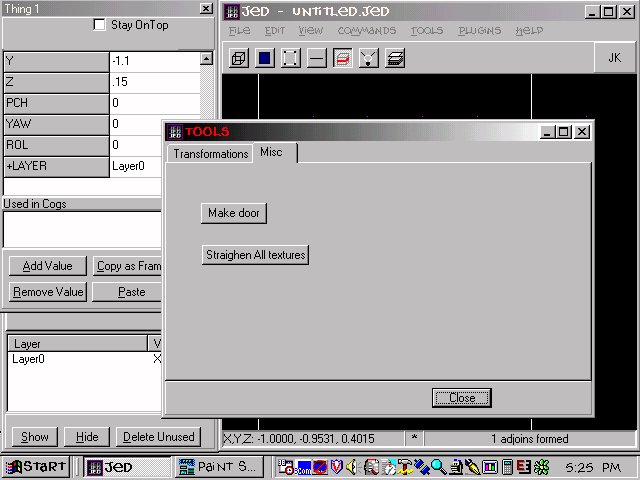 Thing 1
Stay OnTop
Y -1.1
Z .15
PCH 0
YAW 0
ROL 0
+LAYER Layer0
Used in Cogs
Add Value Copy as Fram
Remove Value Paste
Layer V
Layer0 X
Show Hide Delete Unused
JED - UNTITLED.JED
FILE EDIT VIEW COMMANDS TOOLS PLUGINS HELP
JK
TOOLS
Transformations Misc
Make door
Straighen All textures
Close
X,Y,Z: -1.0000, -0.9531, 0.4015 * 1 adjoins formed
START JED PAINT S... 5:25 PM